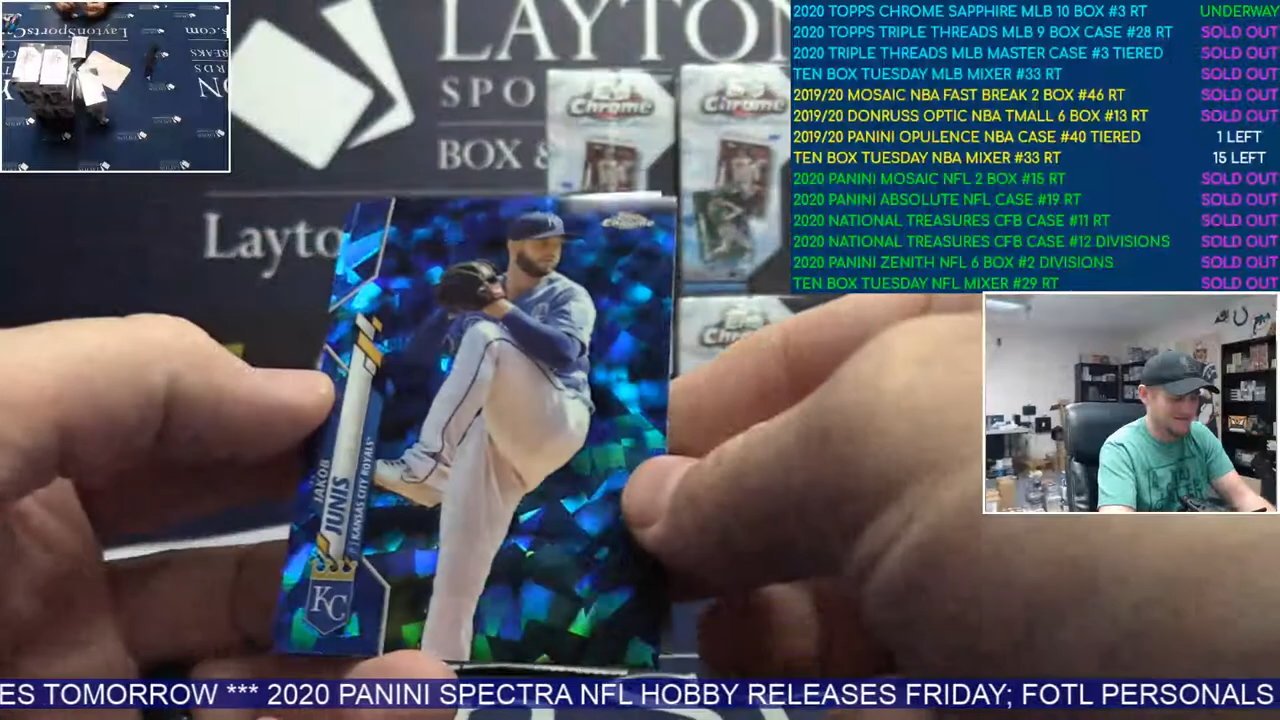 LAYTON
SPO
BOX &
Layto
Chrome
Chrome
Chrome
Chrome
JAKOB
JUNIS
P | KANSAS CITY ROYALS
KC
2020 TOPPS CHROME SAPPHIRE MLB 10 BOX #3 RT UNDERWAY
2020 TOPPS TRIPLE THREADS MLB 9 BOX CASE #28 RT SOLD OUT
2020 TRIPLE THREADS MLB MASTER CASE #3 TIERED SOLD OUT
TEN BOX TUESDAY MLB MIXER #33 RT SOLD OUT
2019/20 MOSAIC NBA FAST BREAK 2 BOX #46 RT SOLD OUT
2019/20 DONRUSS OPTIC NBA TMALL 6 BOX #13 RT SOLD OUT
2019/20 PANINI OPULENCE NBA CASE #40 TIERED 1 LEFT
TEN BOX TUESDAY NBA MIXER #33 RT 15 LEFT
2020 PANINI MOSAIC NFL 2 BOX #15 RT SOLD OUT
2020 PANINI ABSOLUTE NFL CASE #19 RT SOLD OUT
2020 NATIONAL TREASURES CFB CASE #11 RT SOLD OUT
2020 NATIONAL TREASURES CFB CASE #12 DIVISIONS SOLD OUT
2020 PANINI ZENITH NFL 6 BOX #2 DIVISIONS SOLD OUT
TEN BOX TUESDAY NFL MIXER #29 RT SOLD OUT
ES TOMORROW *** 2020 PANINI SPECTRA NFL HOBBY RELEASES FRIDAY; FOTL PERSONALS